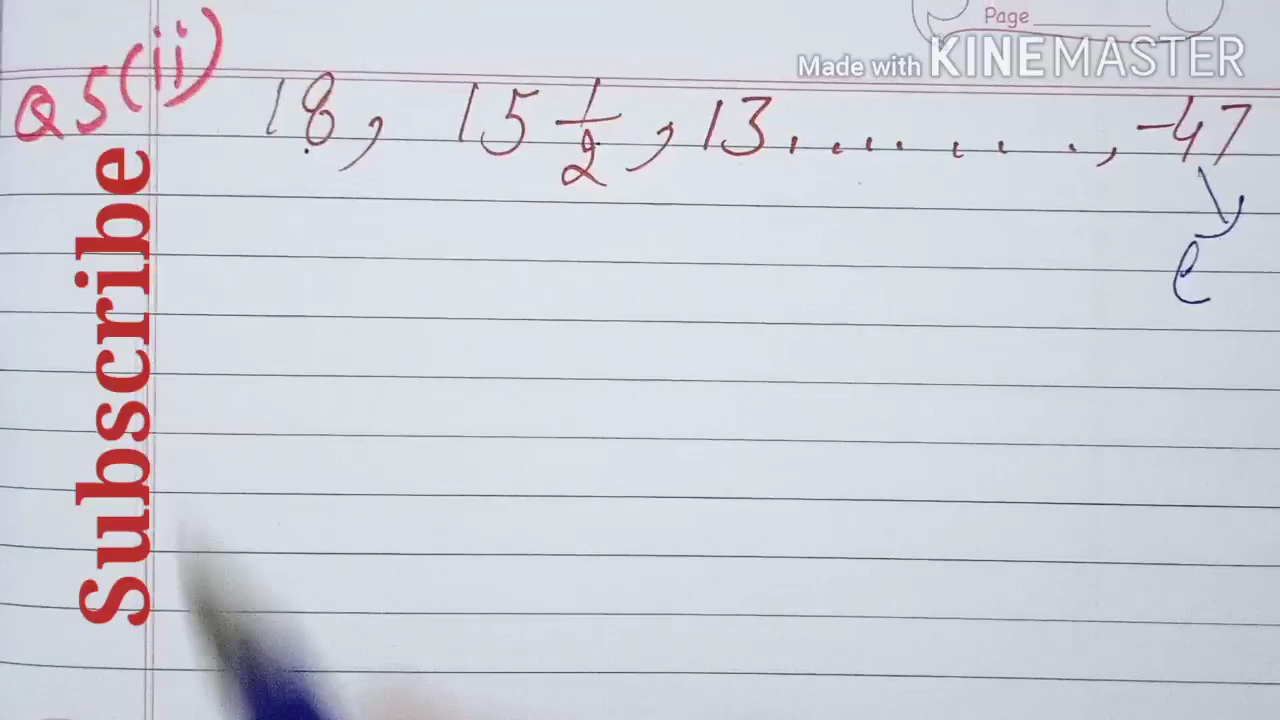 Page
Made with KINEMASTER
Q5(ii) 18, 15 1/2, 13........, -47
l
Subscribe